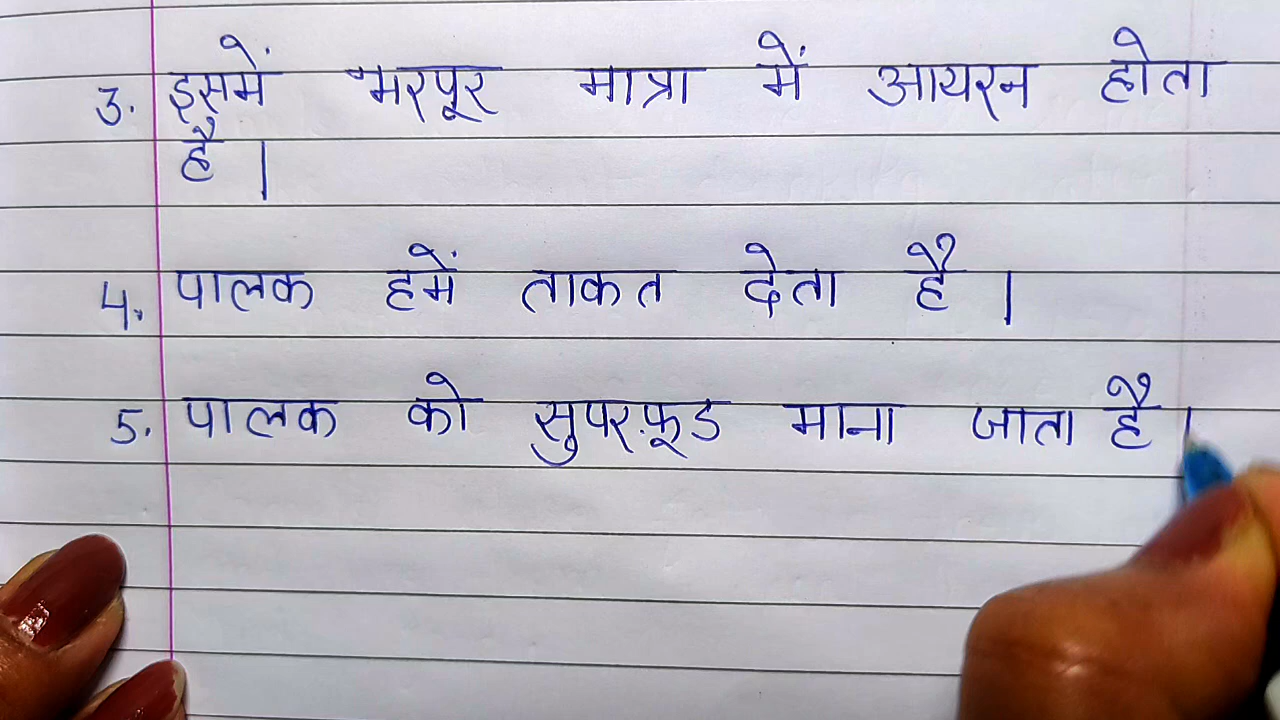 3. इसमें भरपूर मात्रा में आयरन होता
है |
4. पालक हमें ताकत देता है |
5. पालक को सुपरफ़ूड माना जाता है |